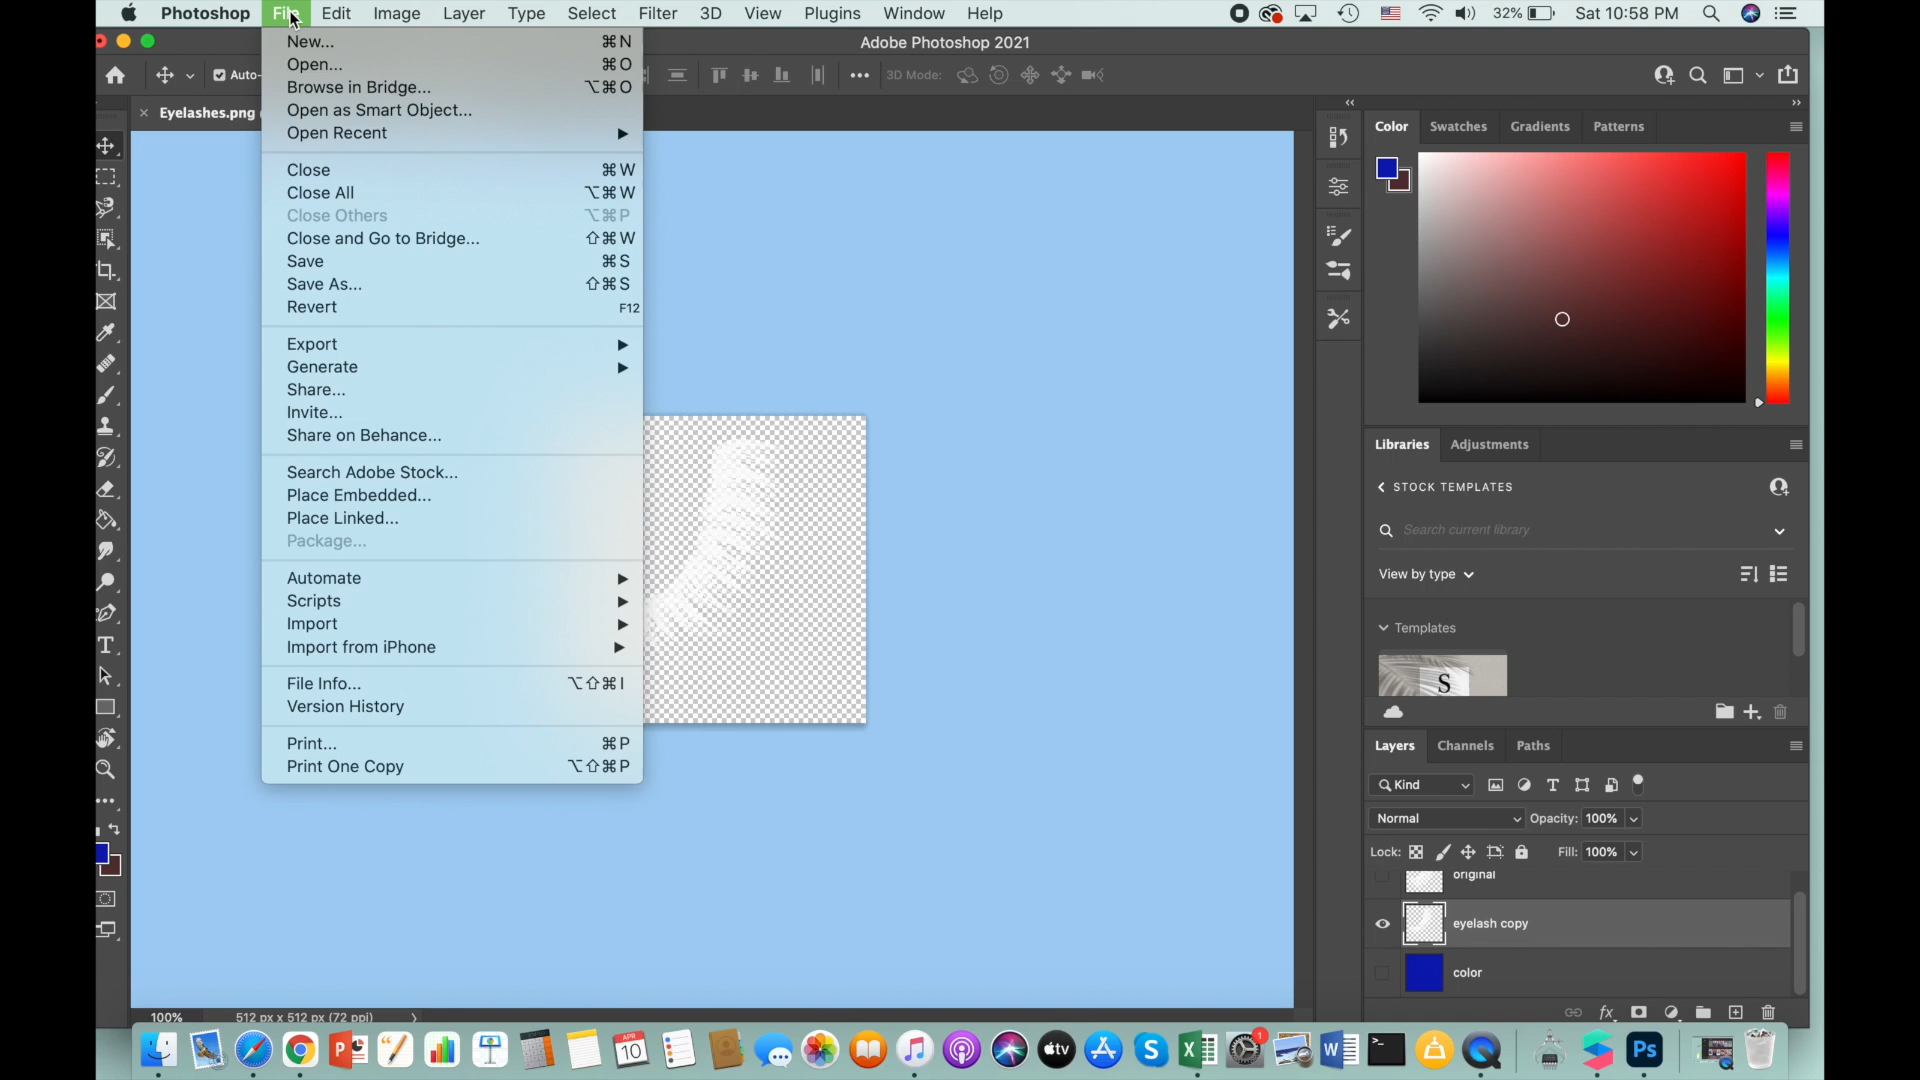 Photoshop File Edit Image Layer Type Select Filter 3D View Plugins Window Help 32% Sat 10:58 PM
Adobe Photoshop 2021
Auto- 3D Mode:
Eyelashes.png
New... ⌘N
Open... ⌘O
Browse in Bridge... ⌥⌘O
Open as Smart Object...
Open Recent
Close ⌘W
Close All ⌥⌘W
Close Others ⌥⌘P
Close and Go to Bridge... ⇧⌘W
Save ⌘S
Save As... ⇧⌘S
Revert F12
Export
Generate
Share...
Invite...
Share on Behance...
Search Adobe Stock...
Place Embedded...
Place Linked...
Package...
Automate
Scripts
Import
Import from iPhone
File Info... ⌥⇧⌘I
Version History
Print... ⌘P
Print One Copy ⌥⇧⌘P
Color Swatches Gradients Patterns
Libraries Adjustments
STOCK TEMPLATES
Search current library
View by type
Templates
S
Layers Channels Paths
Kind
Normal Opacity: 100%
Lock: Fill: 100%
original
eyelash copy
color
100% 512 px x 512 px (72 ppi)
APR
10
tv
1
Ps